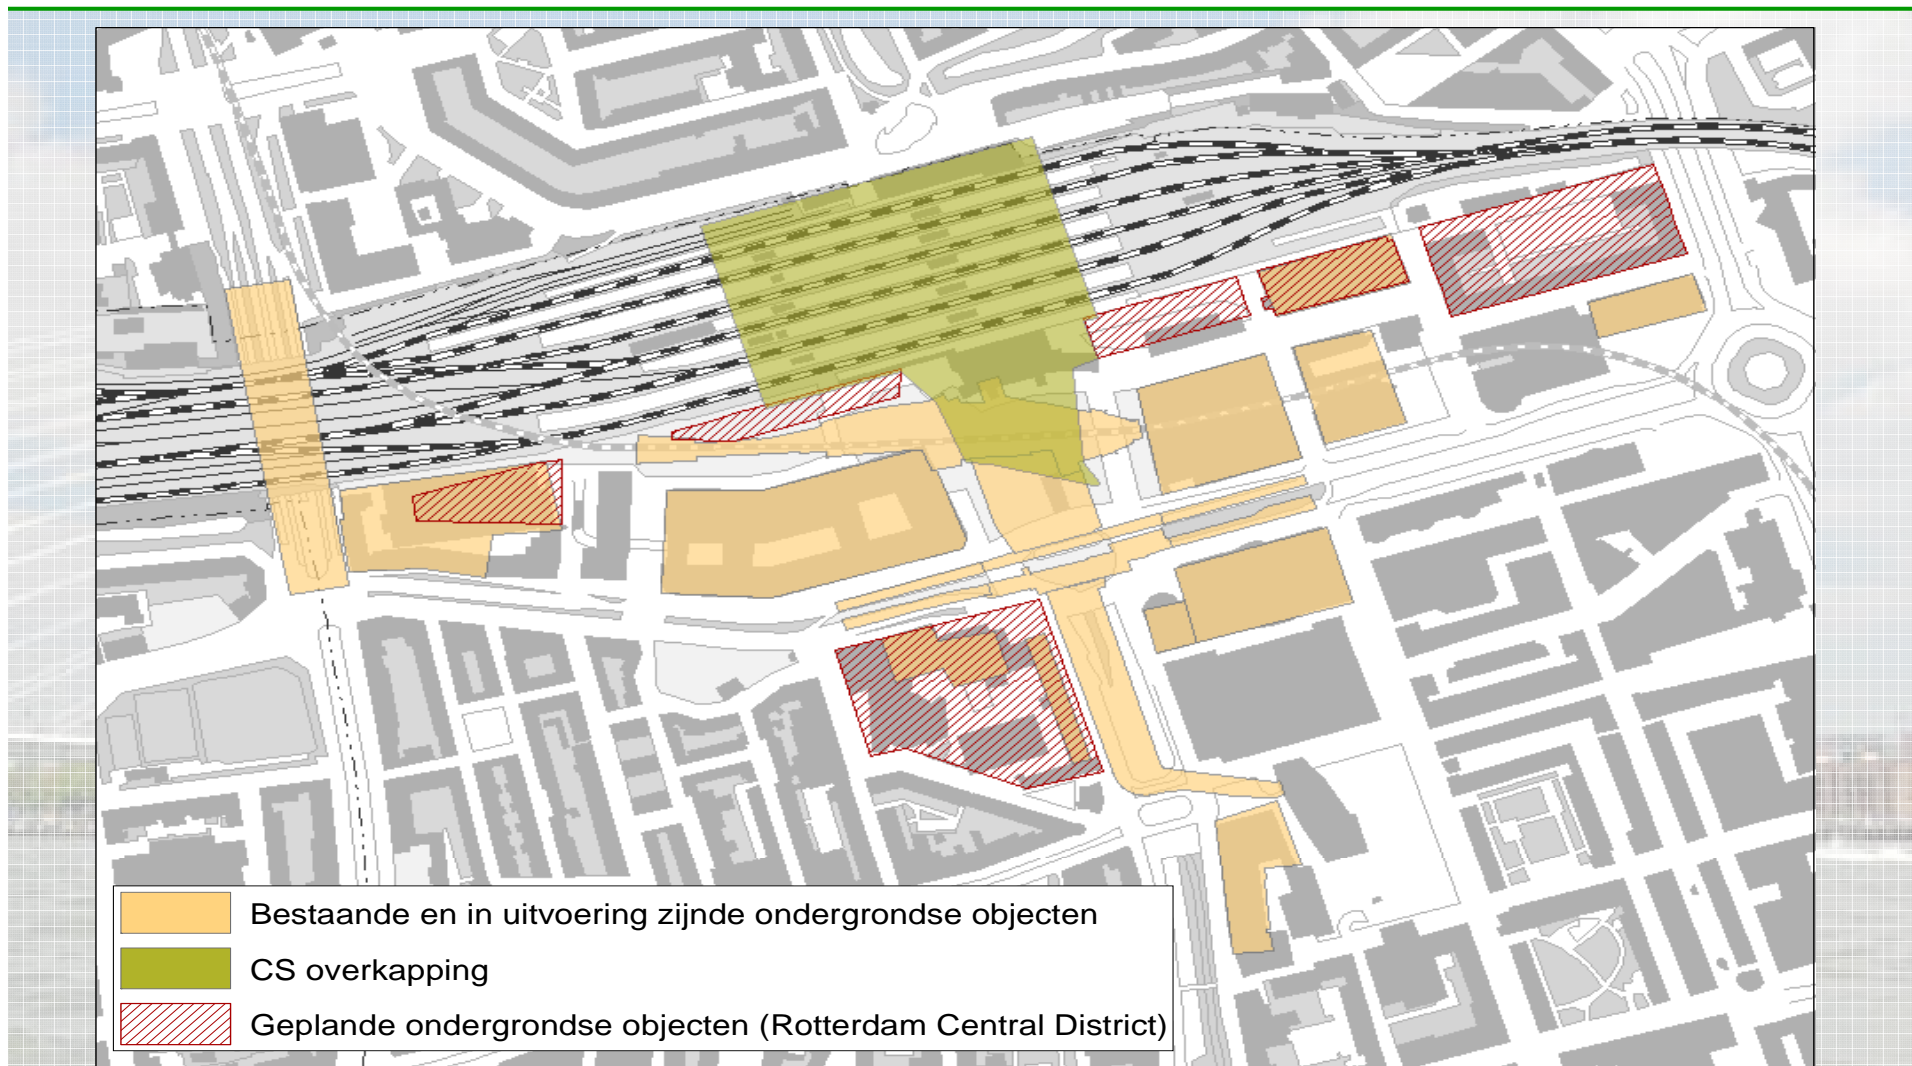 Bestaande en in uitvoering zijnde ondergrondse objecten
CS overkapping
Geplande ondergrondse objecten (Rotterdam Central District)